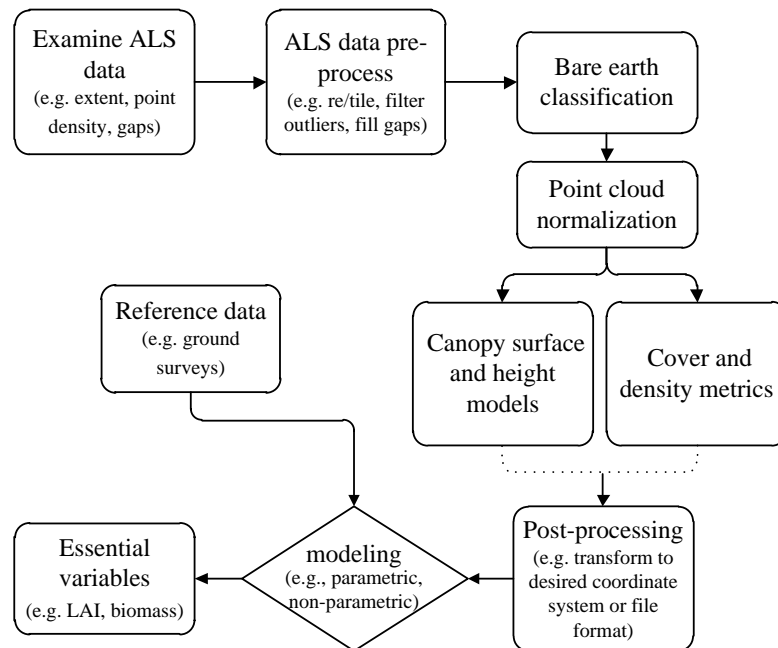 Examine ALS
data
(e.g. extent, point
density, gaps)
ALS data pre-
process
(e.g. re/tile, filter
outliers, fill gaps)
Bare earth
classification
Point cloud
normalization
Reference data
(e.g. ground
surveys)
Canopy surface
and height
models
Cover and
density metrics
Essential
variables
(e.g. LAI, biomass)
modeling
(e.g., parametric,
non-parametric)
Post-processing
(e.g. transform to
desired coordinate
system or file
format)